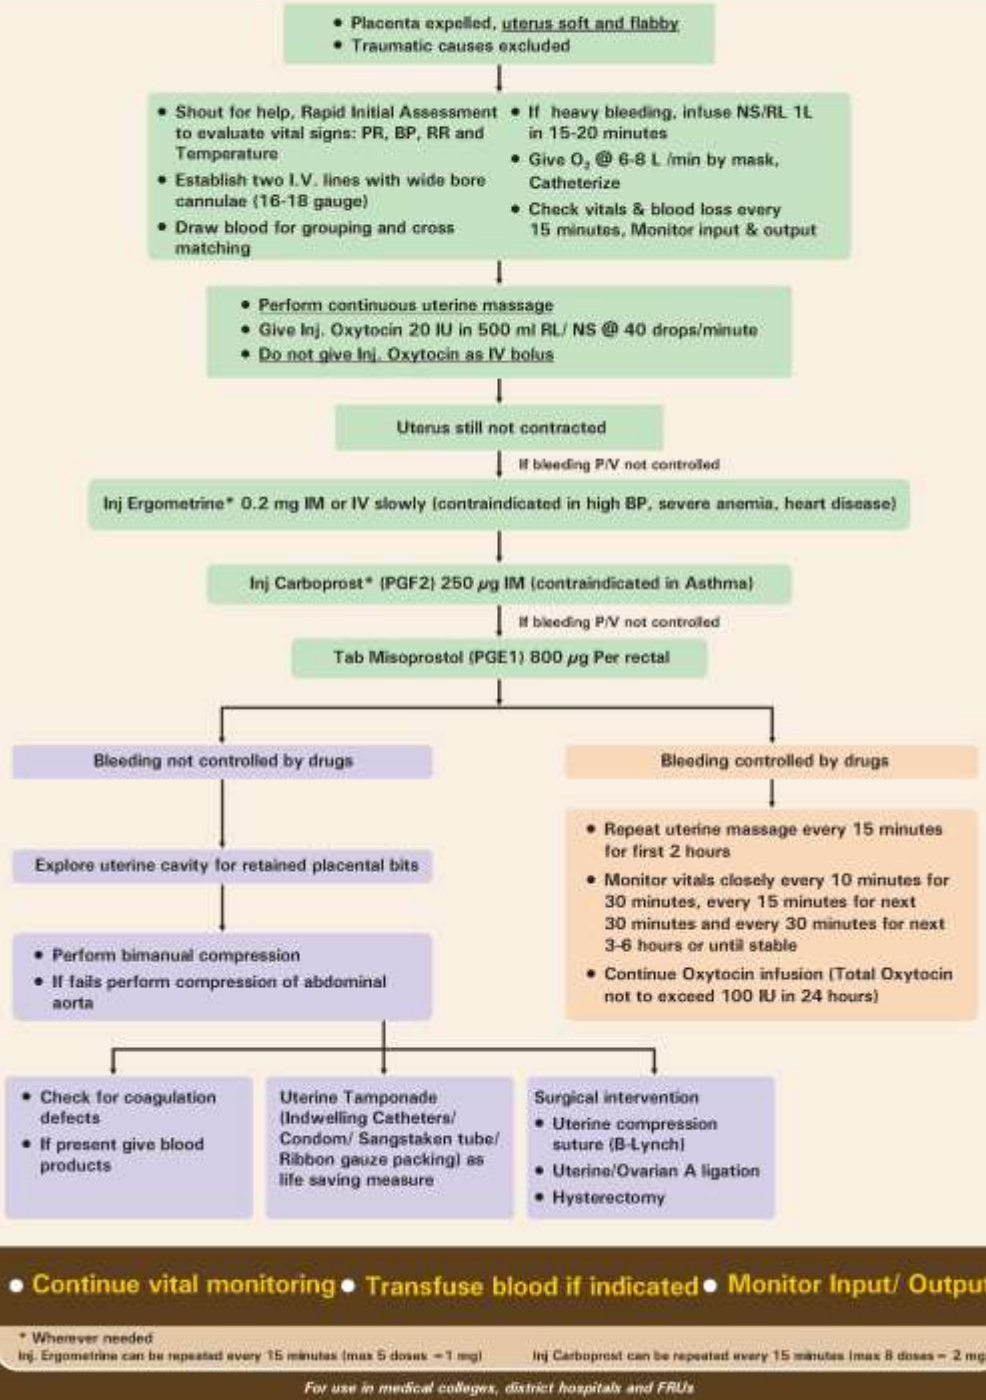 • Placenta expelled, uterus soft and flabby
• Traumatic causes excluded
• Shout for help, Rapid Initial Assessment
to evaluate vital signs: PR, BP, RR and
Temperature
• Establish two I.V. lines with wide bore
cannulae (16-18 gauge)
• Draw blood for grouping and cross
matching
• If heavy bleeding, infuse NS/RL 1L
in 15-20 minutes
• Give O₂ @ 6-8 L /min by mask,
Catheterize
• Check vitals & blood loss every
15 minutes, Monitor input & output
• Perform continuous uterine massage
• Give Inj. Oxytocin 20 IU in 500 ml RL/ NS @ 40 drops/minute
• Do not give Inj. Oxytocin as IV bolus
Uterus still not contracted
If bleeding P/V not controlled
Inj Ergometrine* 0.2 mg IM or IV slowly (contraindicated in high BP, severe anemia, heart disease)
Inj Carboprost* (PGF2) 250 µg IM (contraindicated in Asthma)
If bleeding P/V not controlled
Tab Misoprostol (PGE1) 800 µg Per rectal
Bleeding not controlled by drugs
Explore uterine cavity for retained placental bits
• Perform bimanual compression
• If fails perform compression of abdominal
aorta
Bleeding controlled by drugs
• Repeat uterine massage every 15 minutes
for first 2 hours
• Monitor vitals closely every 10 minutes for
30 minutes, every 15 minutes for next
30 minutes and every 30 minutes for next
3-6 hours or until stable
• Continue Oxytocin infusion (Total Oxytocin
not to exceed 100 IU in 24 hours)
• Check for coagulation
defects
• If present give blood
products
Uterine Tamponade
(Indwelling Catheters/
Condom/ Sangstaken tube/
Ribbon gauze packing) as
life saving measure
Surgical intervention
• Uterine compression
suture (B-Lynch)
• Uterine/Ovarian A ligation
• Hysterectomy
• Continue vital monitoring • Transfuse blood if indicated • Monitor Input/ Output
* Wherever needed
Inj. Ergometrine can be repeated every 15 minutes (max 5 doses = 1 mg)
Inj Carboprost can be repeated every 15 minutes (max 8 doses = 2 mg
For use in medical colleges, district hospitals and FRUs